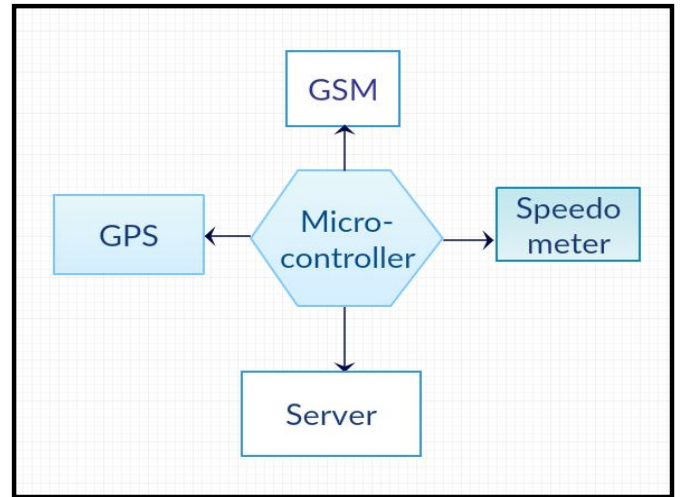 GSM
GPS
Micro-
controller
Speedo
meter
Server